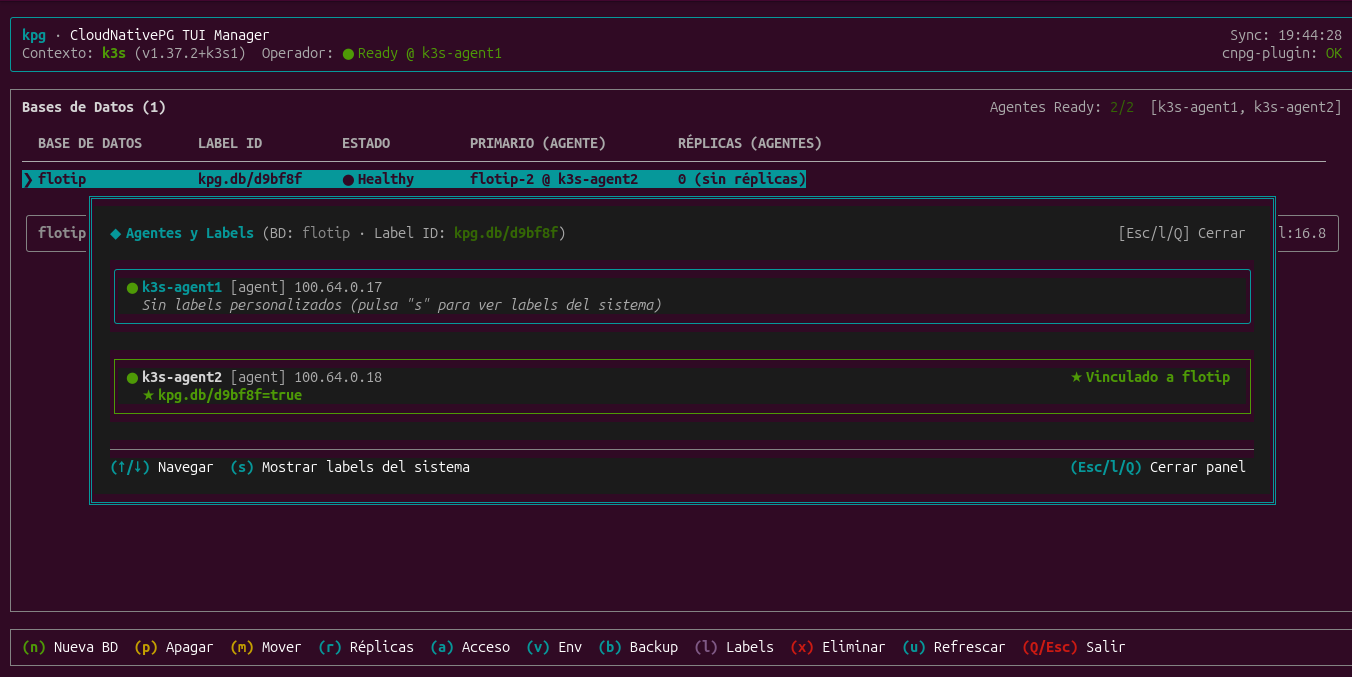 kpg · CloudNativePG TUI Manager Sync: 19:44:28
Contexto: k3s (v1.37.2+k3s1) Operador: ● Ready @ k3s-agent1 cnpg-plugin: OK
Bases de Datos (1) Agentes Ready: 2/2 [k3s-agent1, k3s-agent2]
BASE DE DATOS LABEL ID ESTADO PRIMARIO (AGENTE) RÉPLICAS (AGENTES)
❯ flotip kpg.db/d9bf8f ● Healthy flotip-2 @ k3s-agent2 0 (sin réplicas)
flotip l:16.8
◆ Agentes y Labels (BD: flotip · Label ID: kpg.db/d9bf8f) [Esc/l/Q] Cerrar
● k3s-agent1 [agent] 100.64.0.17
Sin labels personalizados (pulsa "s" para ver labels del sistema)
● k3s-agent2 [agent] 100.64.0.18 ★ Vinculado a flotip
★ kpg.db/d9bf8f=true
(↑/↓) Navegar (s) Mostrar labels del sistema (Esc/l/Q) Cerrar panel
(n) Nueva BD (p) Apagar (m) Mover (r) Réplicas (a) Acceso (v) Env (b) Backup (l) Labels (x) Eliminar (u) Refrescar (Q/Esc) Salir